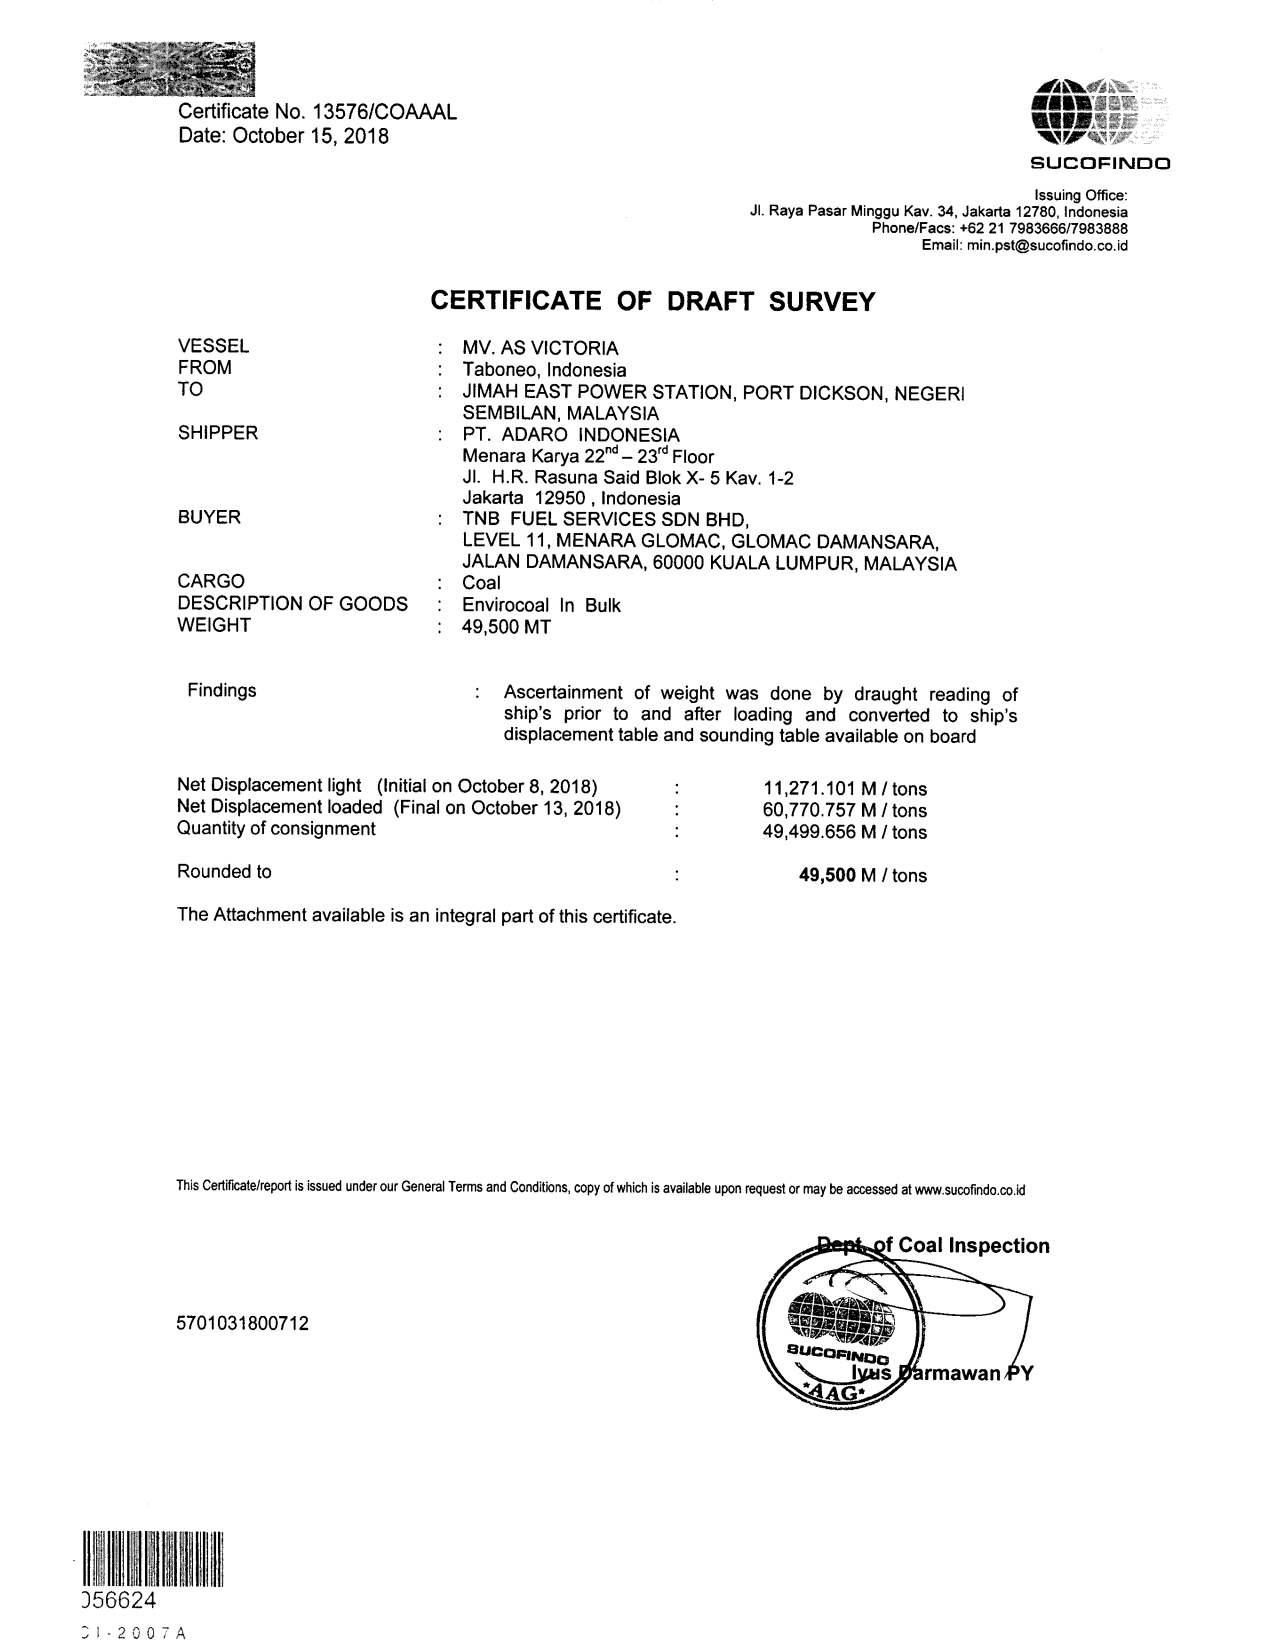 Certificate No. 13576/COAAAL
Date: October 15, 2018
SUCOFINDO
Issuing Office:
Jl. Raya Pasar Minggu Kav. 34, Jakarta 12780, Indonesia
Phone/Facs: +62 21 7983666/7983888
Email: min.pst@sucofindo.co.id
CERTIFICATE OF DRAFT SURVEY
VESSEL : MV. AS VICTORIA
FROM : Taboneo, Indonesia
TO : JIMAH EAST POWER STATION, PORT DICKSON, NEGERI
SEMBILAN, MALAYSIA
SHIPPER : PT. ADARO INDONESIA
Menara Karya 22nd – 23rd Floor
Jl. H.R. Rasuna Said Blok X- 5 Kav. 1-2
Jakarta 12950 , Indonesia
BUYER : TNB FUEL SERVICES SDN BHD,
LEVEL 11, MENARA GLOMAC, GLOMAC DAMANSARA,
JALAN DAMANSARA, 60000 KUALA LUMPUR, MALAYSIA
CARGO : Coal
DESCRIPTION OF GOODS : Envirocoal In Bulk
WEIGHT : 49,500 MT
Findings : Ascertainment of weight was done by draught reading of
ship's prior to and after loading and converted to ship's
displacement table and sounding table available on board
Net Displacement light (Initial on October 8, 2018) : 11,271.101 M / tons
Net Displacement loaded (Final on October 13, 2018) : 60,770.757 M / tons
Quantity of consignment : 49,499.656 M / tons
Rounded to : 49,500 M / tons
The Attachment available is an integral part of this certificate.
This Certificate/report is issued under our General Terms and Conditions, copy of which is available upon request or may be accessed at www.sucofindo.co.id
Dept. of Coal Inspection
5701031800712
SUCOFINDO
Ivus Darmawan PY
*AAG*
056624
CI-2007A